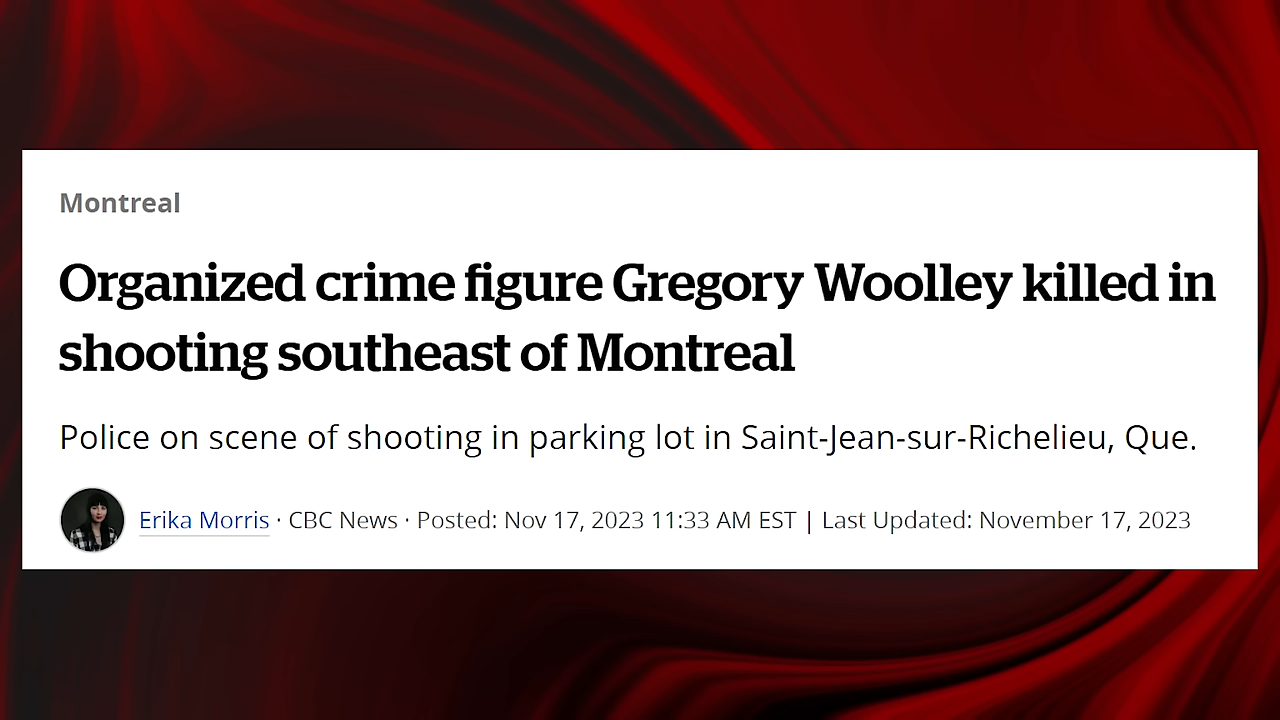 Montreal
Organized crime figure Gregory Woolley killed in
shooting southeast of Montreal
Police on scene of shooting in parking lot in Saint-Jean-sur-Richelieu, Que.
Erika Morris · CBC News · Posted: Nov 17, 2023 11:33 AM EST | Last Updated: November 17, 2023